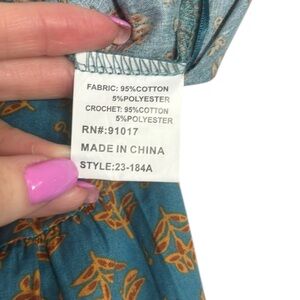 FABRIC: 95%COTTON
5%POLYESTER
CROCHET: 95%COTTON
5%POLYESTER
RN#:91017
MADE IN CHINA
STYLE:23-184A